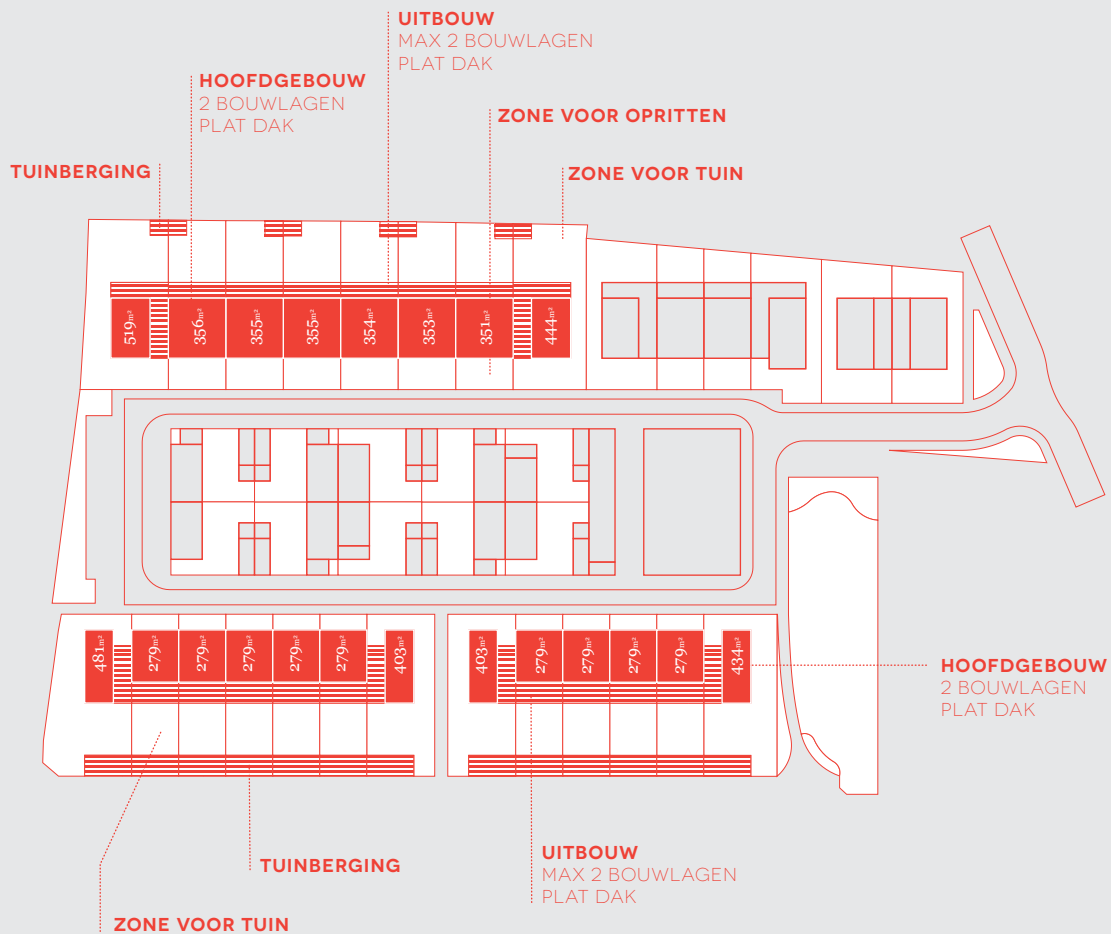 UITBOUW
MAX 2 BOUWLAGEN
PLAT DAK
HOOFDGEBOUW
2 BOUWLAGEN
PLAT DAK
ZONE VOOR OPRITTEN
TUINBERGING
ZONE VOOR TUIN
519m²
356m²
355m²
355m²
354m²
353m²
351m²
444m²
481m²
279m²
279m²
279m²
279m²
279m²
403m²
403m²
279m²
279m²
279m²
279m²
434m²
HOOFDGEBOUW
2 BOUWLAGEN
PLAT DAK
TUINBERGING
UITBOUW
MAX 2 BOUWLAGEN
PLAT DAK
ZONE VOOR TUIN